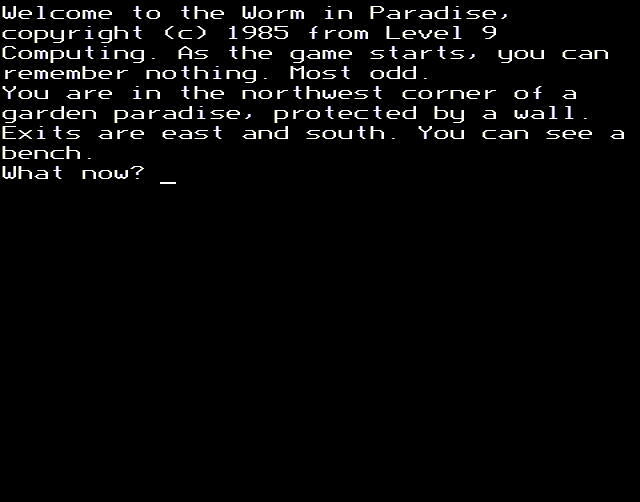 Welcome to the Worm in Paradise,
copyright (c) 1985 from Level 9
Computing. As the game starts, you can
remember nothing. Most odd.
You are in the northwest corner of a
garden paradise, protected by a wall.
Exits are east and south. You can see a
bench.
What now? _